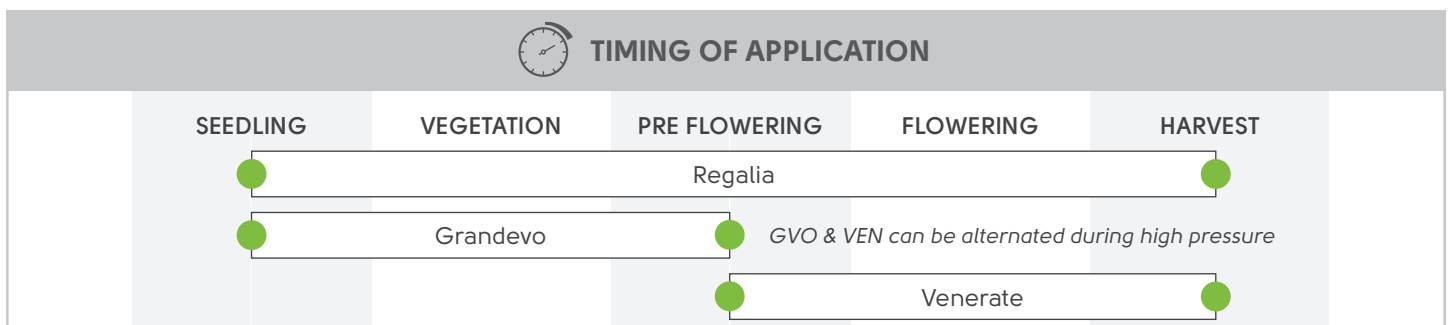 TIMING OF APPLICATION
SEEDLING VEGETATION PRE FLOWERING FLOWERING HARVEST
Regalia
Grandevo GVO & VEN can be alternated during high pressure
Venerate